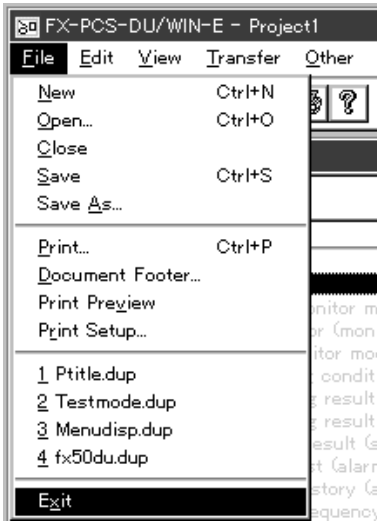 FX-PCS-DU/WIN-E - Project1
File Edit View Transfer Other
New Ctrl+N
Open... Ctrl+O
Close
Save Ctrl+S
Save As...
Print... Ctrl+P
Document Footer...
Print Preview
Print Setup...
1 Ptitle.dup
2 Testmode.dup
3 Menudisp.dup
4 fx50du.dup
Exit